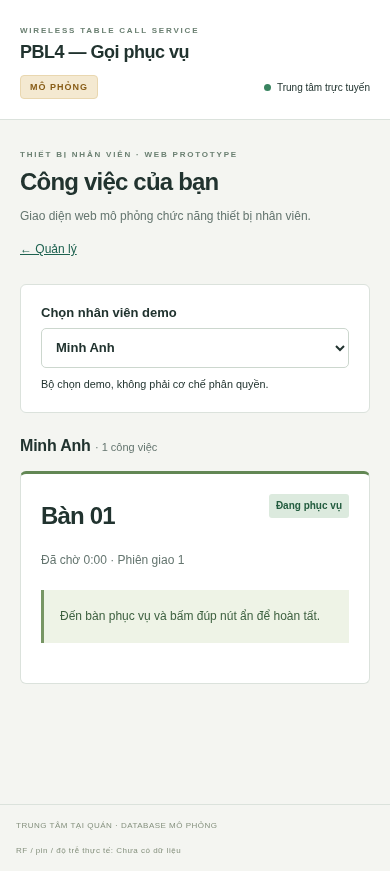 WIRELESS TABLE CALL SERVICE
PBL4 — Gọi phục vụ
MÔ PHỎNG
Trung tâm trực tuyến
THIẾT BỊ NHÂN VIÊN · WEB PROTOTYPE
Công việc của bạn
Giao diện web mô phỏng chức năng thiết bị nhân viên.
← Quản lý
Chọn nhân viên demo
Minh Anh
Bộ chọn demo, không phải cơ chế phân quyền.
Minh Anh · 1 công việc
Bàn 01
Đang phục vụ
Đã chờ 0:00 · Phiên giao 1
Đến bàn phục vụ và bấm đúp nút ẩn để hoàn tất.
TRUNG TÂM TẠI QUÁN · DATABASE MÔ PHỎNG
RF / pin / độ trễ thực tế: Chưa có dữ liệu